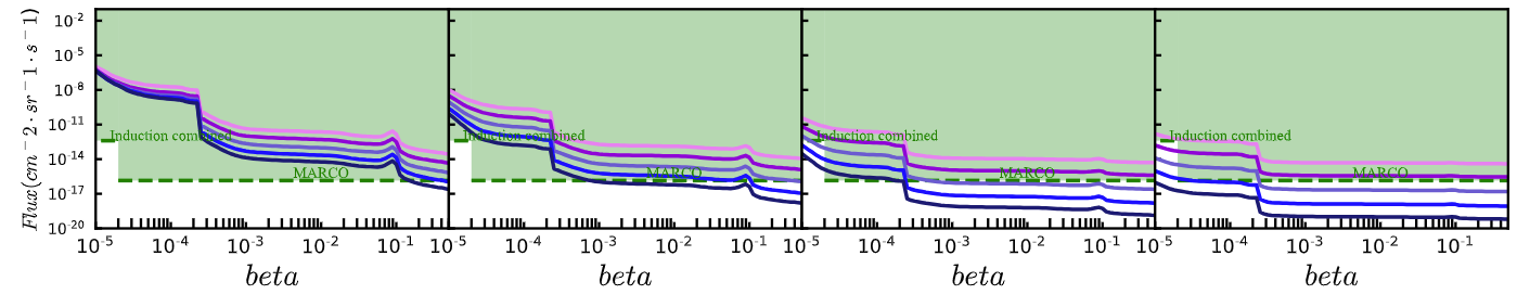 Flux(cm − 2 · sr − 1 · s − 1)
10-2
10-5
10-8
10-11
10-14
10-17
10-20
Induction combined
MARCO
Induction combined
MARCO
Induction combined
MARCO
Induction combined
MARCO
10-5 10-4 10-3 10-2 10-1 10-5 10-4 10-3 10-2 10-1 10-5 10-4 10-3 10-2 10-1 10-5 10-4 10-3 10-2 10-1
beta beta beta beta